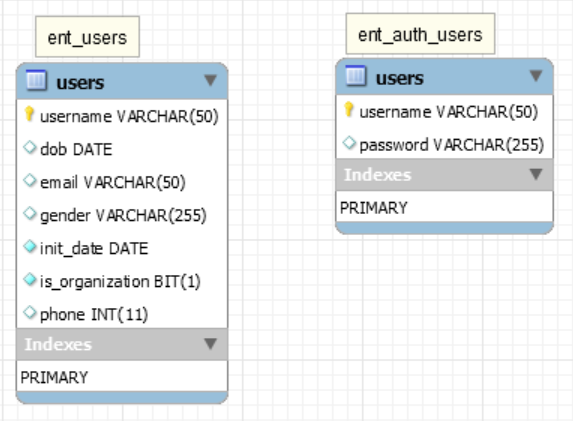 ent_users
users
username VARCHAR(50)
dob DATE
email VARCHAR(50)
gender VARCHAR(255)
init_date DATE
is_organization BIT(1)
phone INT(11)
Indexes
PRIMARY
ent_auth_users
users
username VARCHAR(50)
password VARCHAR(255)
Indexes
PRIMARY